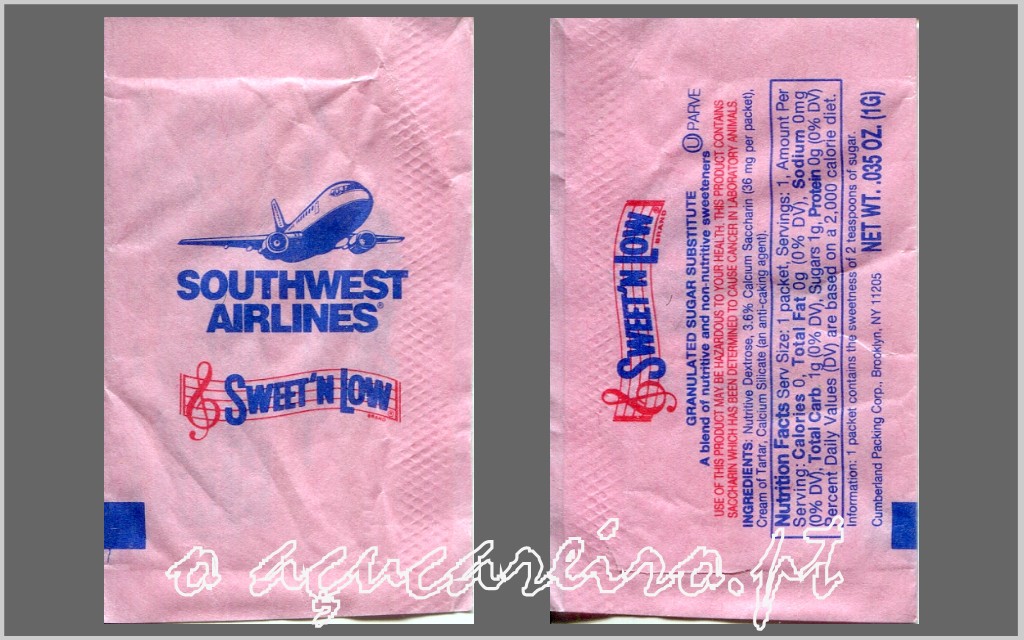 SOUTHWEST
AIRLINES®
SWEET'N LOW
BRAND
SWEET'N LOW
BRAND
GRANULATED SUGAR SUBSTITUTE
A blend of nutritive and non-nutritive sweeteners
U PARVE
USE OF THIS PRODUCT MAY BE HAZARDOUS TO YOUR HEALTH. THIS PRODUCT CONTAINS
SACCHARIN WHICH HAS BEEN DETERMINED TO CAUSE CANCER IN LABORATORY ANIMALS.
INGREDIENTS: Nutritive Dextrose, 3.6% Calcium Saccharin (36 mg per packet),
Cream of Tartar, Calcium Silicate (an anti-caking agent).
Nutrition Facts Serv Size: 1 packet, Servings: 1, Amount Per
Serving: Calories 0, Total Fat 0g (0% DV), Sodium 0mg
(0% DV), Total Carb 1g (0% DV), Sugars 1g, Protein 0g (0% DV)
Percent Daily Values (DV) are based on a 2,000 calorie diet.
Information: 1 packet contains the sweetness of 2 teaspoons of sugar.
Cumberland Packing Corp., Brooklyn, NY 11205 NET WT. .035 OZ. (1G)
a açucareiro.pt